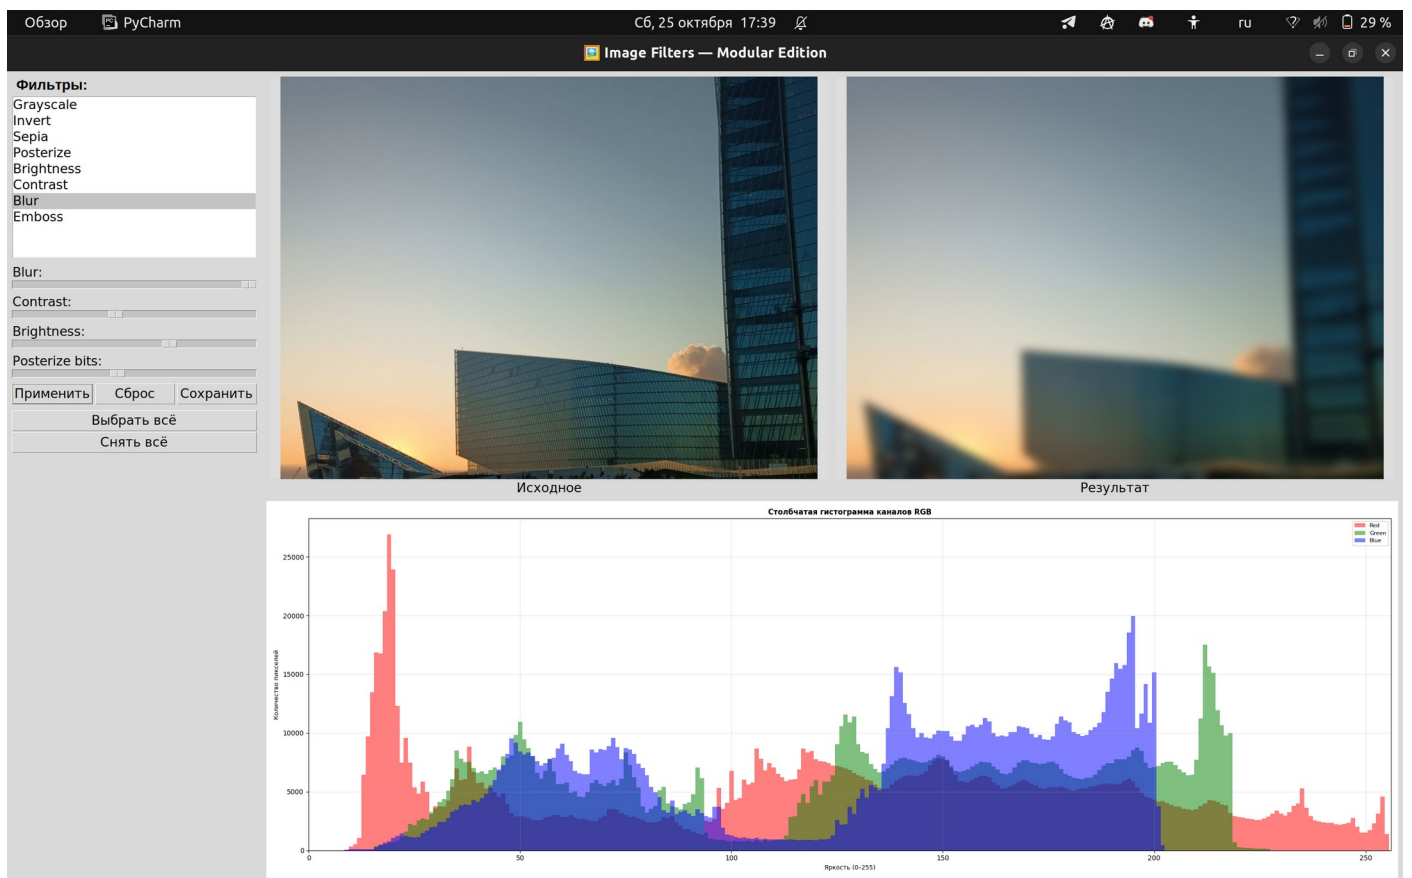 Обзор PyCharm Сб, 25 октября 17:39 ru 29 %
Image Filters — Modular Edition
Фильтры:
Grayscale
Invert
Sepia
Posterize
Brightness
Contrast
Blur
Emboss
Blur:
Contrast:
Brightness:
Posterize bits:
Применить Сброс Сохранить
Выбрать всё
Снять всё
Исходное Результат
Столбчатая гистограмма каналов RGB
Red
Green
Blue
Количество пикселей
25000
20000
15000
10000
5000
0
0 50 100 150 200 250
Яркость (0-255)